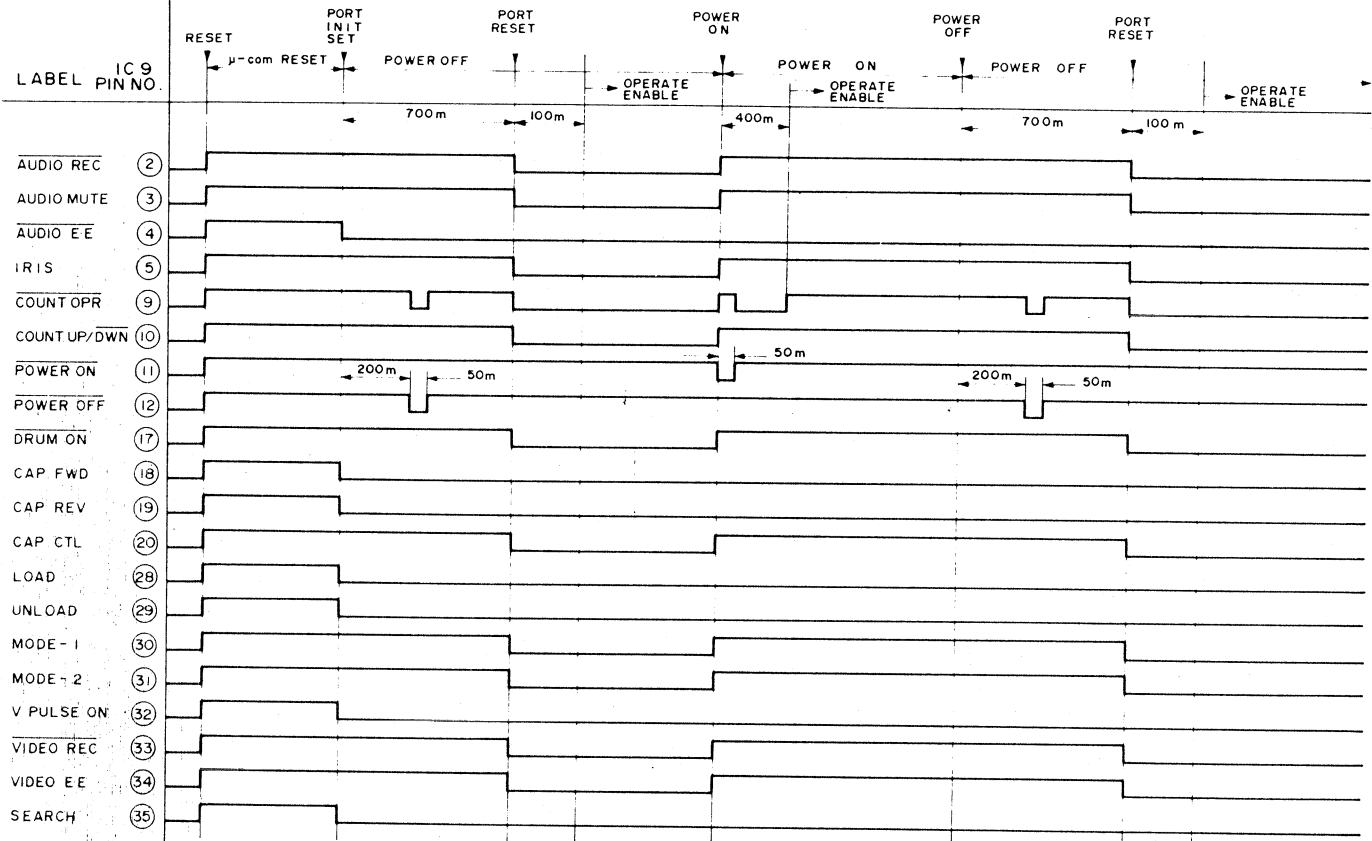 RESET
PORT
INIT
SET
PORT
RESET
POWER
ON
POWER
OFF
PORT
RESET
LABEL IC9
PIN NO.
μ-com RESET
POWER OFF
OPERATE
ENABLE
POWER ON
OPERATE
ENABLE
POWER OFF
OPERATE
ENABLE
700m
100m
400m
700m
100m
AUDIO REC 2
AUDIO MUTE 3
AUDIO EE 4
IRIS 5
COUNT OPR 9
COUNT UP/DWN 10
50m
POWER ON 11
200m 50m
200m 50m
POWER OFF 12
DRUM ON 17
CAP FWD 18
CAP REV 19
CAP CTL 20
LOAD 28
UNLOAD 29
MODE-1 30
MODE-2 31
V PULSE ON 32
VIDEO REC 33
VIDEO EE 34
SEARCH 35